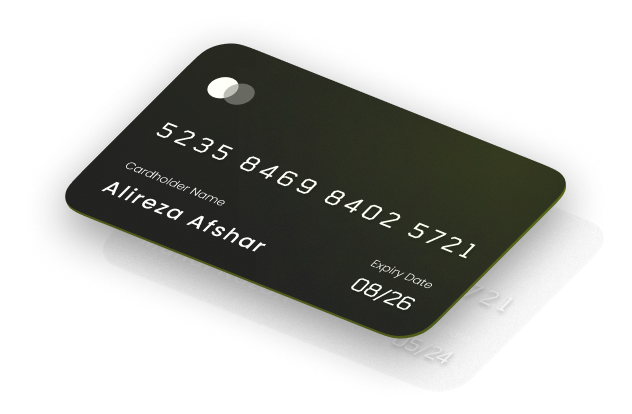 5235 8469 8402 5721
Cardholder Name
Alireza Afshar
Expiry Date
08/26